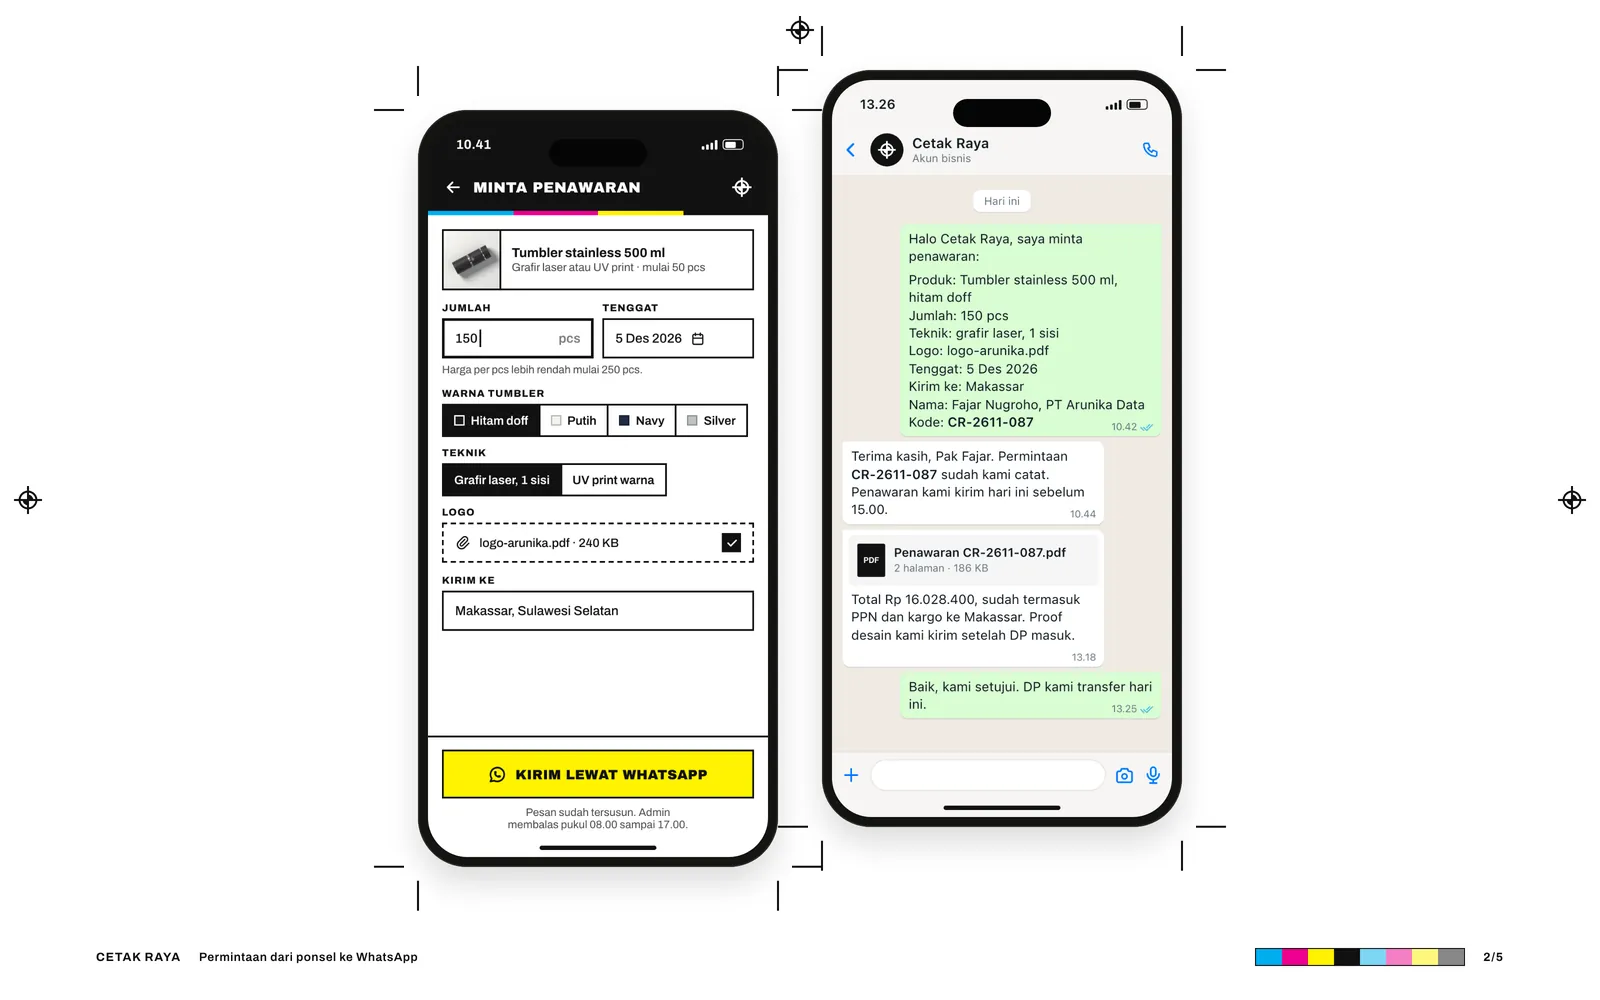 10.41
MINTA PENAWARAN
Tumbler stainless 500 ml
Grafir laser atau UV print · mulai 50 pcs
JUMLAH
TENGGAT
150 pcs
5 Des 2026
Harga per pcs lebih rendah mulai 250 pcs.
WARNA TUMBLER
Hitam doff
Putih
Navy
Silver
TEKNIK
Grafir laser, 1 sisi
UV print warna
LOGO
logo-arunika.pdf · 240 KB
KIRIM KE
Makassar, Sulawesi Selatan
KIRIM LEWAT WHATSAPP
Pesan sudah tersusun. Admin
membalas pukul 08.00 sampai 17.00.
13.26
Cetak Raya
Akun bisnis
Hari ini
Halo Cetak Raya, saya minta
penawaran:
Produk: Tumbler stainless 500 ml,
hitam doff
Jumlah: 150 pcs
Teknik: grafir laser, 1 sisi
Logo: logo-arunika.pdf
Tenggat: 5 Des 2026
Kirim ke: Makassar
Nama: Fajar Nugroho, PT Arunika Data
Kode: CR-2611-087
10.42
Terima kasih, Pak Fajar. Permintaan
CR-2611-087 sudah kami catat.
Penawaran kami kirim hari ini sebelum
15.00.
10.44
PDF
Penawaran CR-2611-087.pdf
2 halaman · 186 KB
Total Rp 16.028.400, sudah termasuk
PPN dan kargo ke Makassar. Proof
desain kami kirim setelah DP masuk.
13.18
Baik, kami setujui. DP kami transfer hari
ini.
13.25
CETAK RAYA
Permintaan dari ponsel ke WhatsApp
2/5